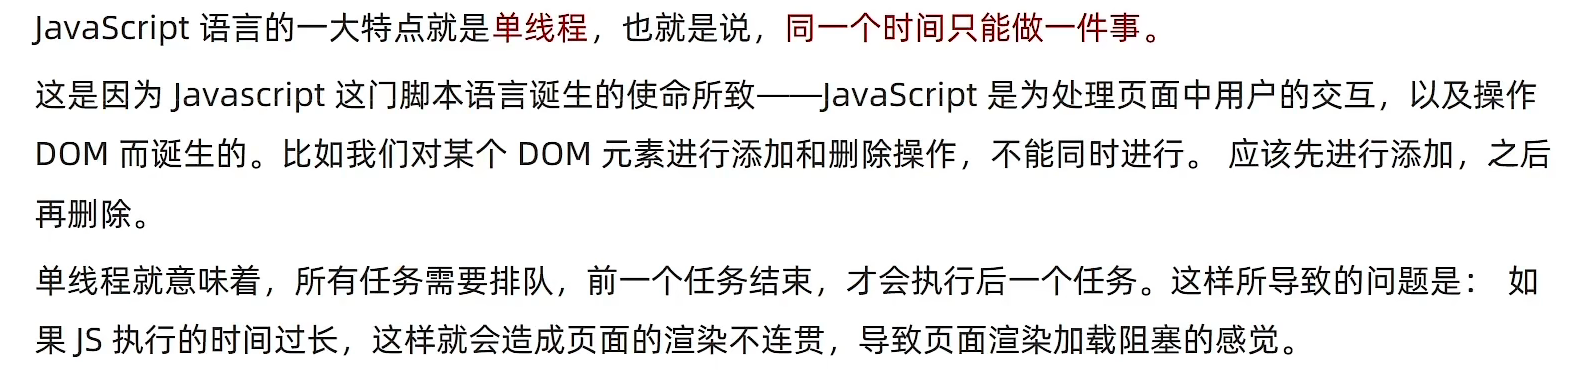 JavaScript 语言的一大特点就是单线程，也就是说，同一个时间只能做一件事。
这是因为 Javascript 这门脚本语言诞生的使命所致——JavaScript 是为处理页面中用户的交互，以及操作
DOM 而诞生的。比如我们对某个 DOM 元素进行添加和删除操作，不能同时进行。 应该先进行添加，之后
再删除。
单线程就意味着，所有任务需要排队，前一个任务结束，才会执行后一个任务。这样所导致的问题是： 如
果 JS 执行的时间过长，这样就会造成页面的渲染不连贯，导致页面渲染加载阻塞的感觉。